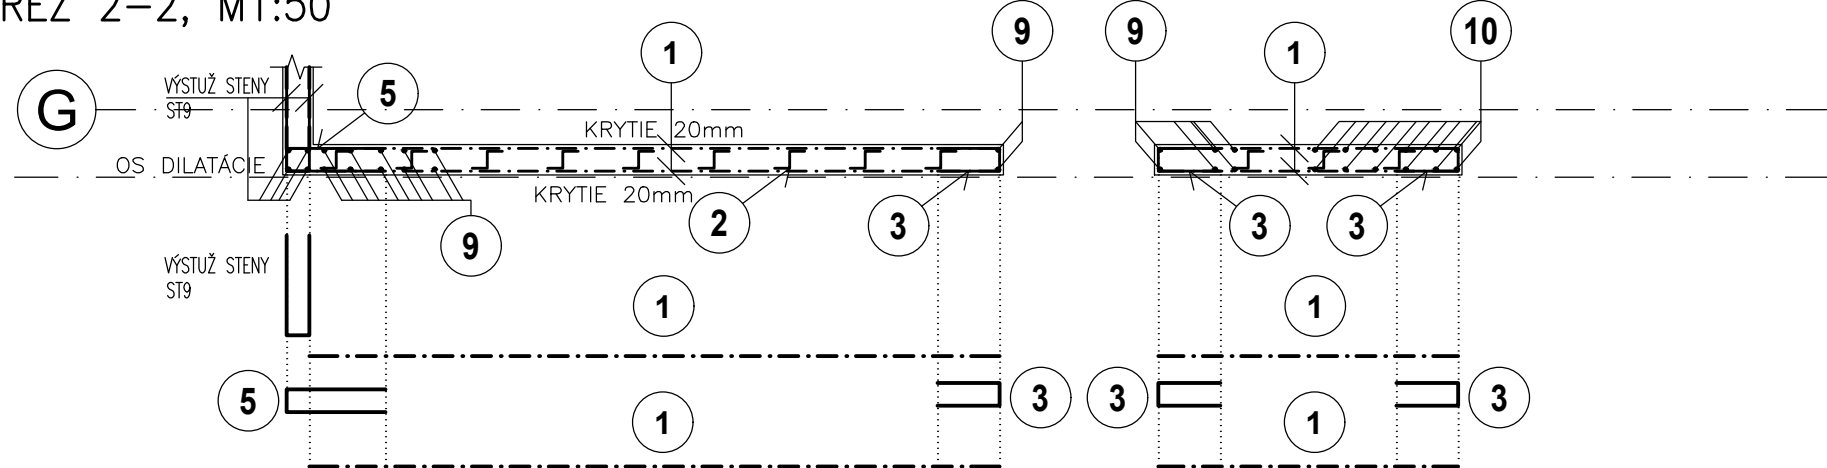 REZ 2-2, M1:50
9
9
10
1
1
VÝSTUŽ STENY
ST9
5
G
KRYTIE 20mm
OS DILATÁCIE
KRYTIE 20mm
2
3
3
3
9
VÝSTUŽ STENY
ST9
1
1
5
3
3
3
1
1